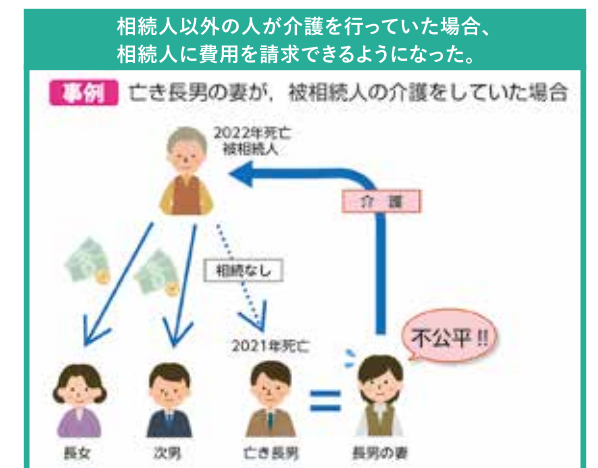 相続人以外の人が介護を行っていた場合、
相続人に費用を請求できるようになった。
事例 亡き長男の妻が，被相続人の介護をしていた場合
2022年死亡
被相続人
介 護
相続なし
2021年死亡
不公平!!
長女
次男
亡き長男
長男の妻